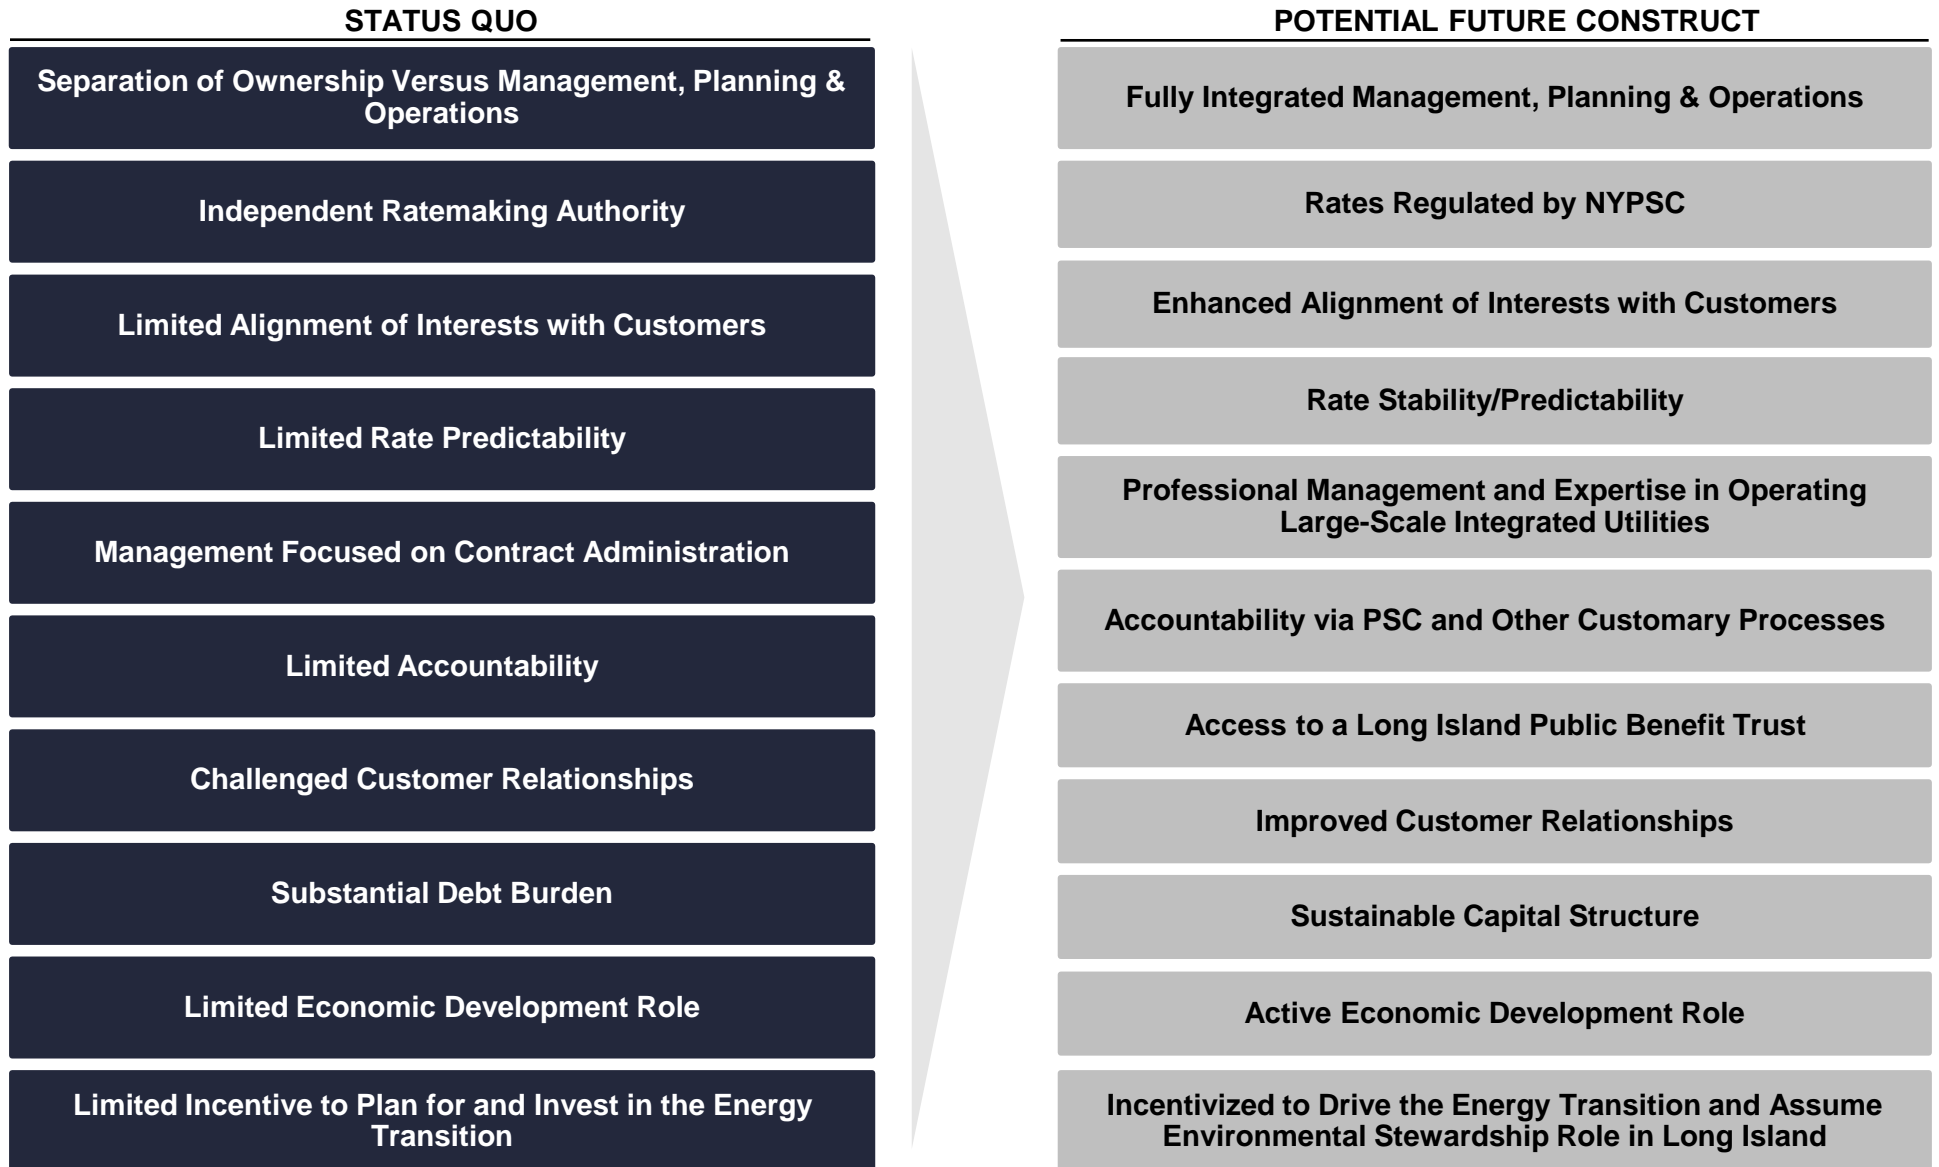 STATUS QUO
Separation of Ownership Versus Management, Planning &
Operations
Independent Ratemaking Authority
Limited Alignment of Interests with Customers
Limited Rate Predictability
Management Focused on Contract Administration
Limited Accountability
Challenged Customer Relationships
Substantial Debt Burden
Limited Economic Development Role
Limited Incentive to Plan for and Invest in the Energy
Transition
POTENTIAL FUTURE CONSTRUCT
Fully Integrated Management, Planning & Operations
Rates Regulated by NYPSC
Enhanced Alignment of Interests with Customers
Rate Stability/Predictability
Professional Management and Expertise in Operating
Large-Scale Integrated Utilities
Accountability via PSC and Other Customary Processes
Access to a Long Island Public Benefit Trust
Improved Customer Relationships
Sustainable Capital Structure
Active Economic Development Role
Incentivized to Drive the Energy Transition and Assume
Environmental Stewardship Role in Long Island